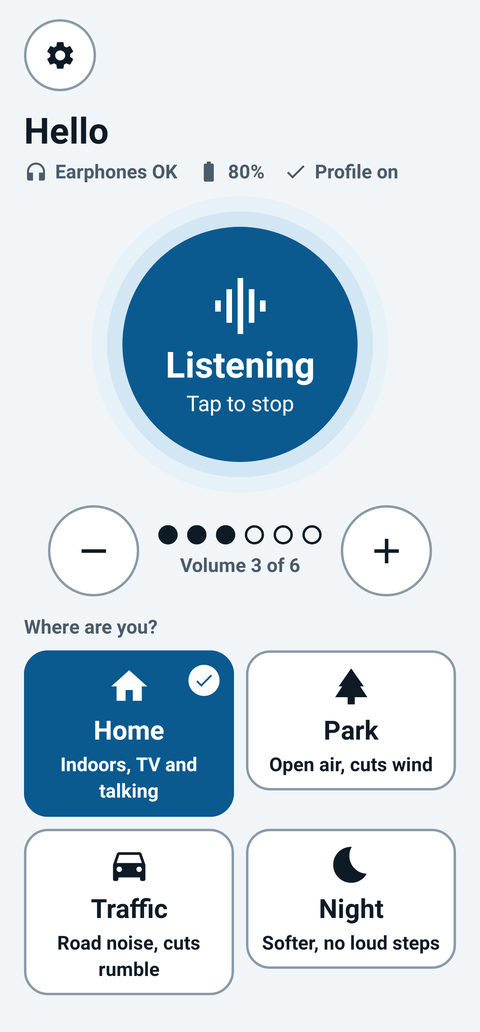 Hello
Earphones OK 80% Profile on
Listening
Tap to stop
Volume 3 of 6
Where are you?
Home
Indoors, TV and
talking
Park
Open air, cuts wind
Traffic
Road noise, cuts
rumble
Night
Softer, no loud steps